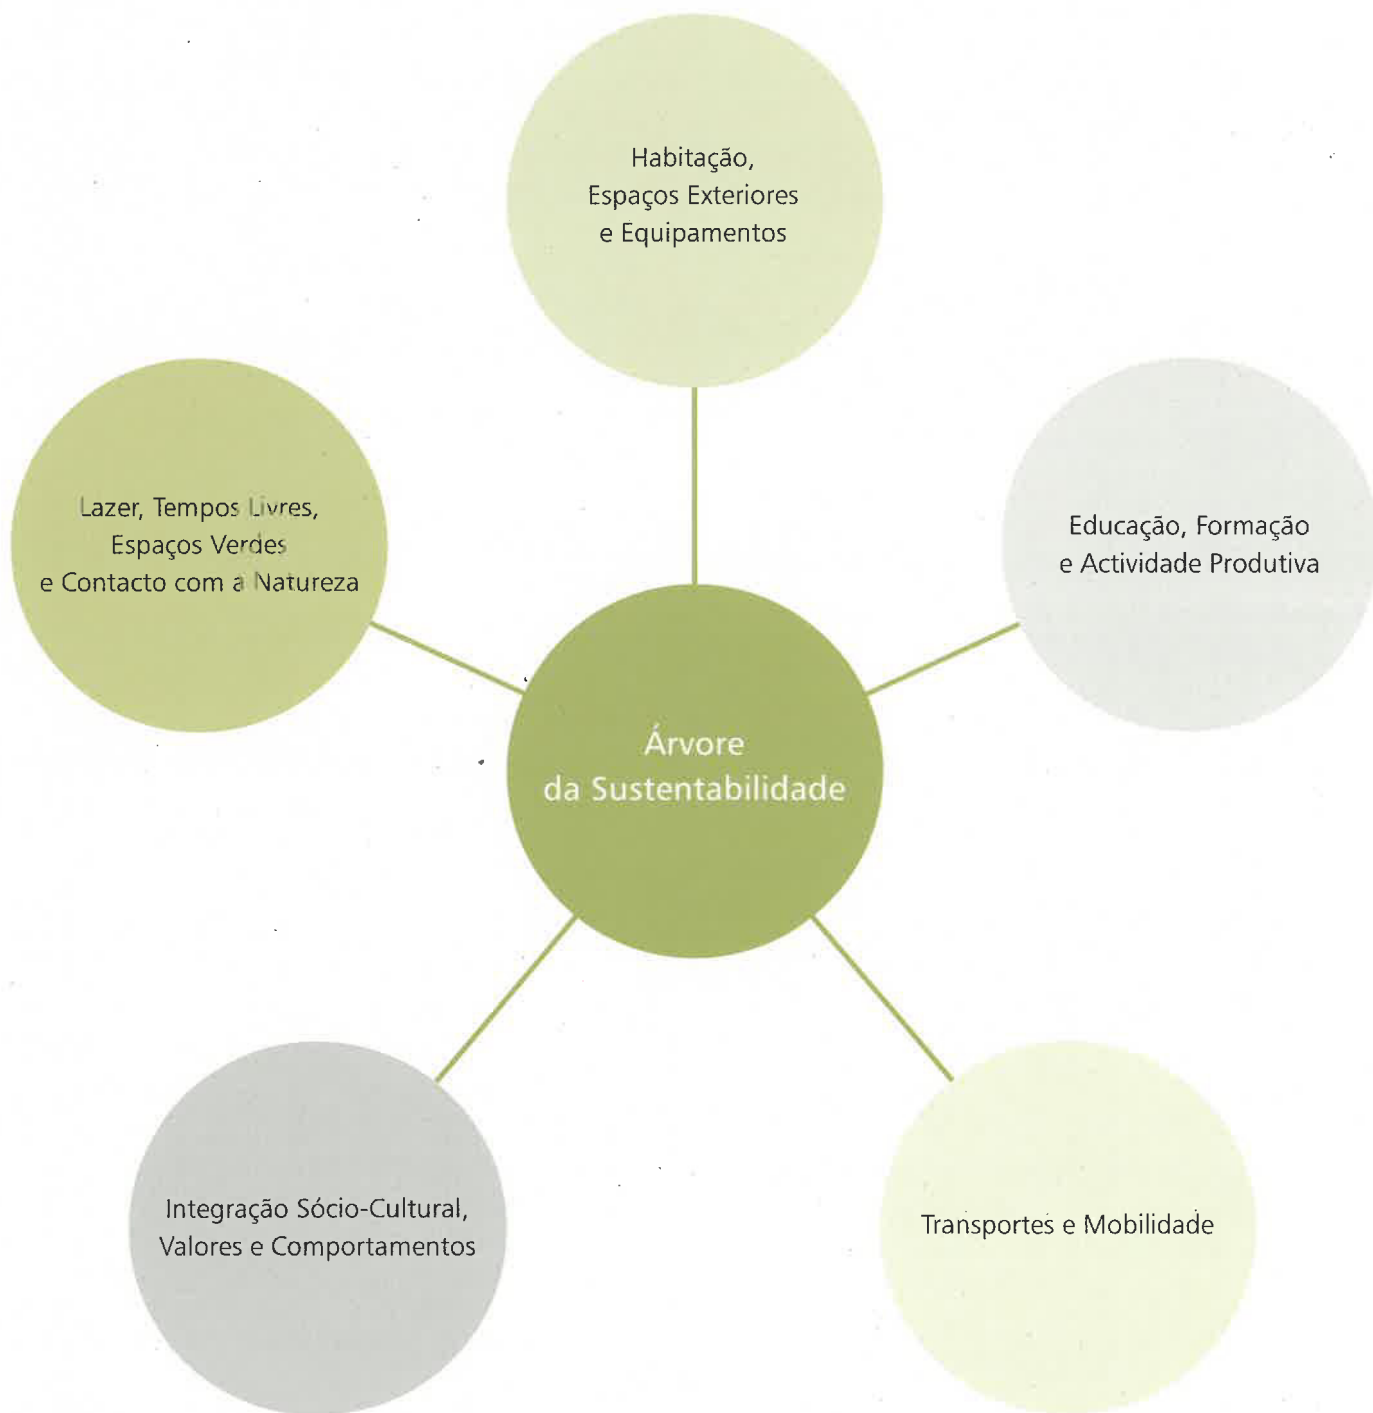 Habitação,
Espaços Exteriores
e Equipamentos
Lazer, Tempos Livres,
Espaços Verdes
e Contacto com a Natureza
Educação, Formação
e Actividade Produtiva
Árvore
da Sustentabilidade
Integração Sócio-Cultural,
Valores e Comportamentos
Transportes e Mobilidade